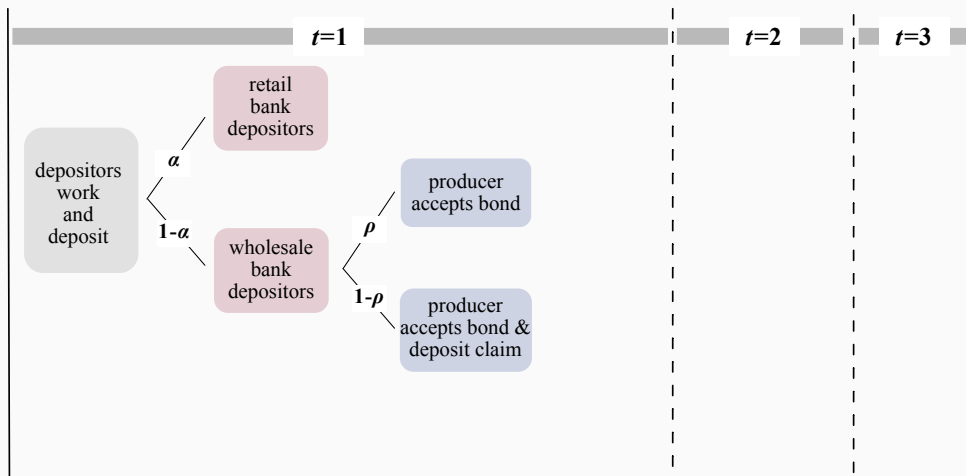 t=1
t=2
t=3
depositors
work
and
deposit
α
1-α
retail
bank
depositors
wholesale
bank
depositors
ρ
1-ρ
producer
accepts bond
producer
accepts bond &
deposit claim